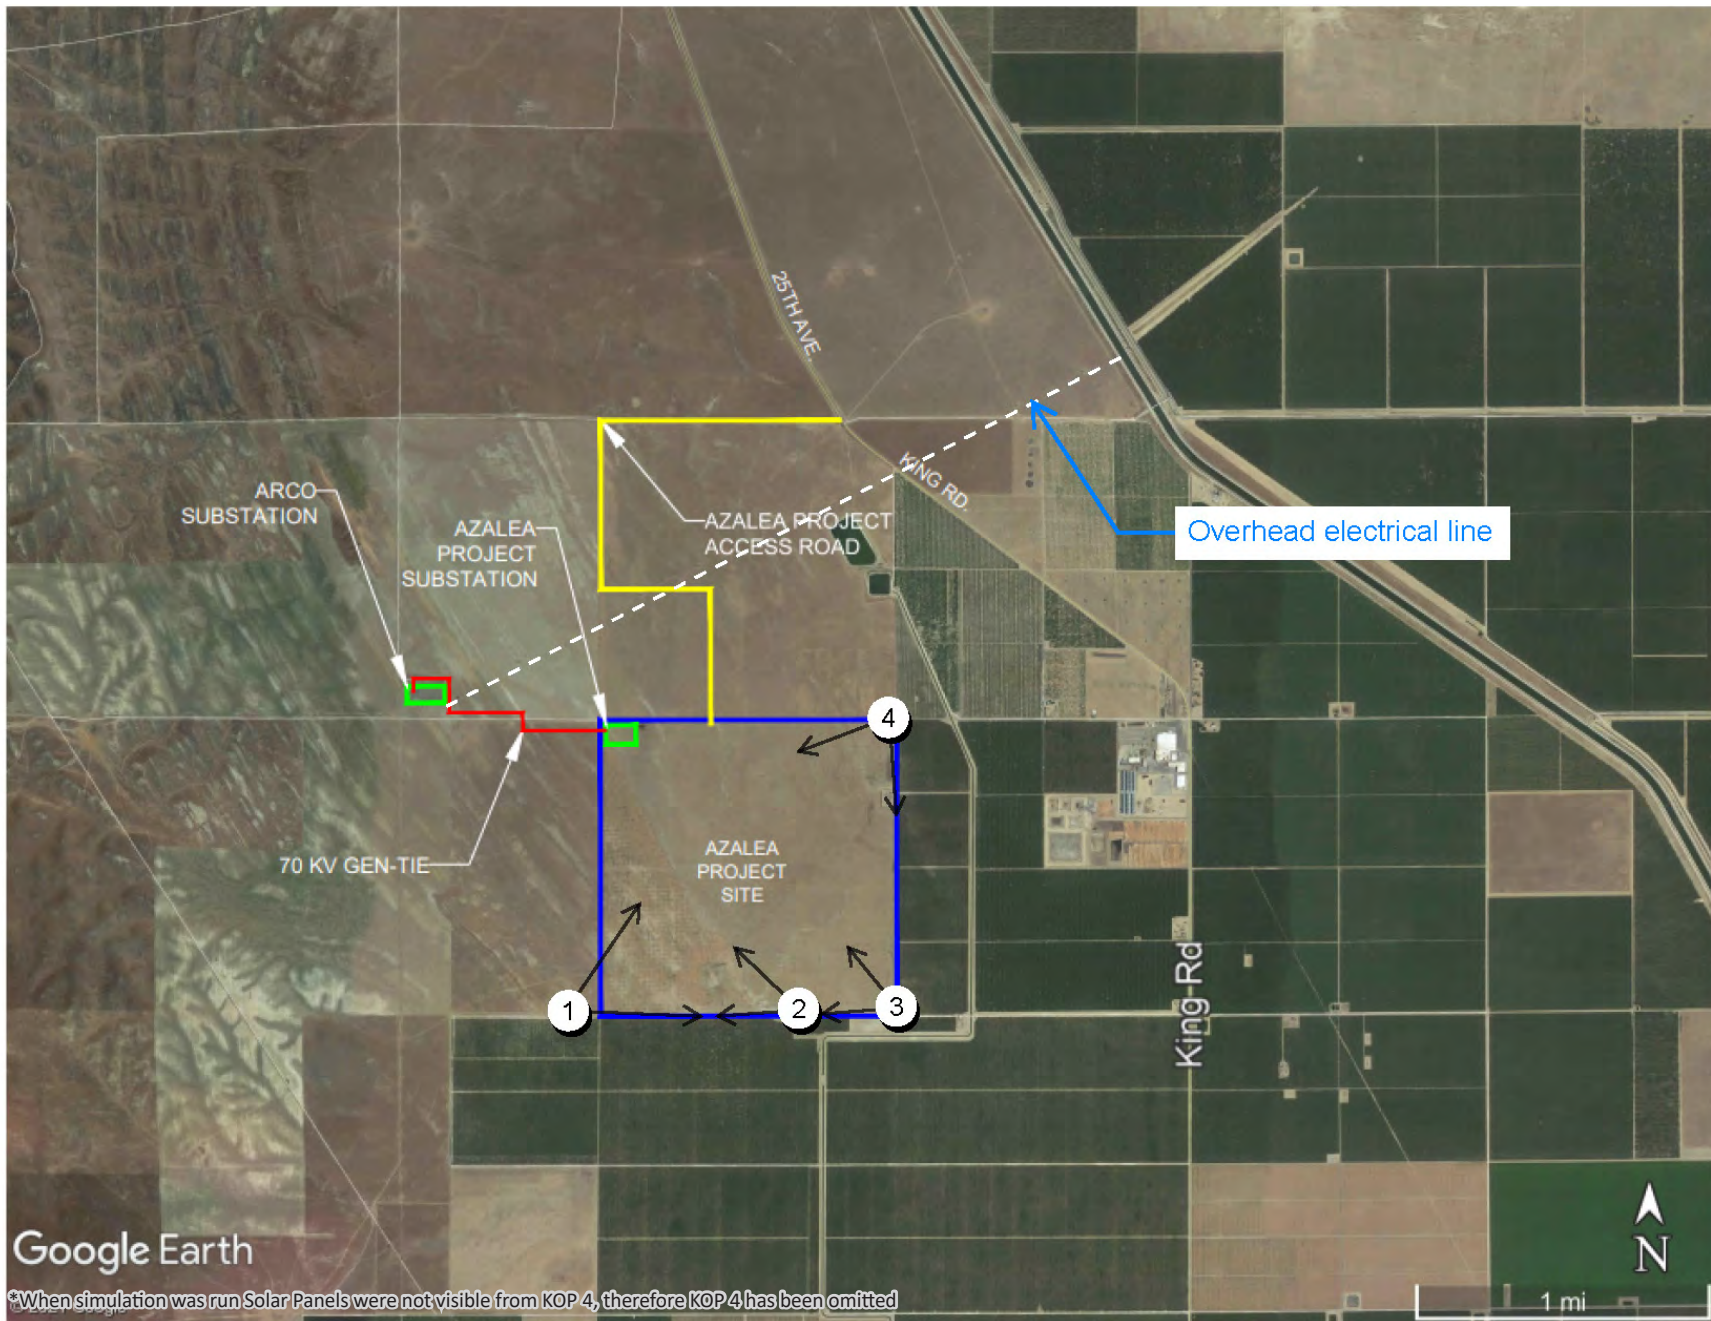 25TH AVE.
KING RD.
ARCO
SUBSTATION
AZALEA
PROJECT
SUBSTATION
AZALEA PROJECT
ACCESS ROAD
Overhead electrical line
4
70 KV GEN-TIE
AZALEA
PROJECT
SITE
1
2
3
King Rd
Google Earth
N
*When simulation was run Solar Panels were not visible from KOP 4, therefore KOP 4 has been omitted
1 mi